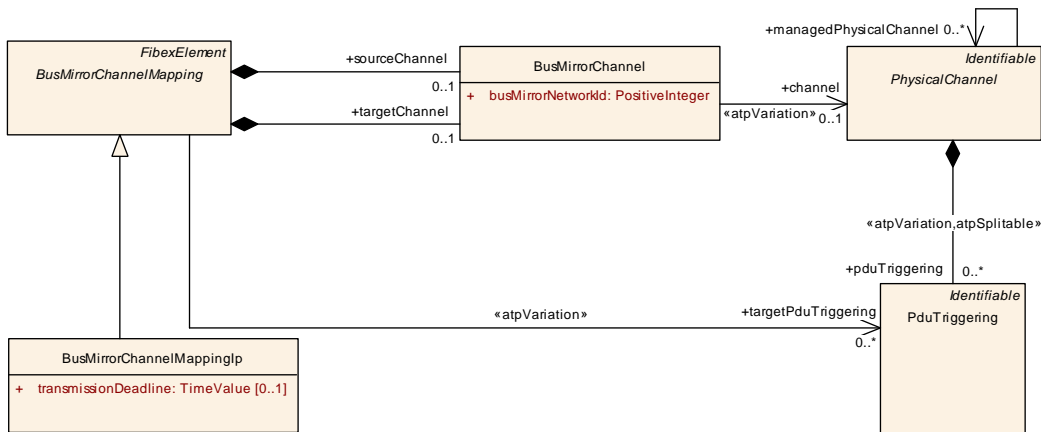 +managedPhysicalChannel 0..*
FibexElement
BusMirrorChannelMapping
+sourceChannel
0..1
BusMirrorChannel
+ busMirrorNetworkId: PositiveInteger
Identifiable
PhysicalChannel
+channel
«atpVariation» 0..1
+targetChannel
0..1
«atpVariation,atpSplitable»
+pduTriggering 0..*
Identifiable
PduTriggering
«atpVariation»
+targetPduTriggering
0..*
BusMirrorChannelMappingIp
+ transmissionDeadline: TimeValue [0..1]